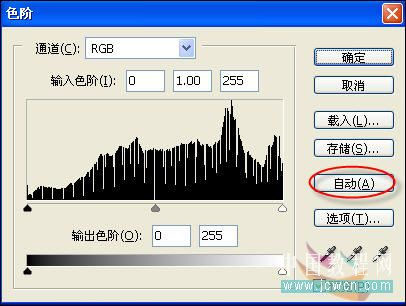 色阶
通道(C): RGB
输入色阶(I): 0 1.00 255
输出色阶(O): 0 255
确定
取消
载入(L)...
存储(S)...
自动(A)
选项(T)...
中国教程网
www.jcwcn.com